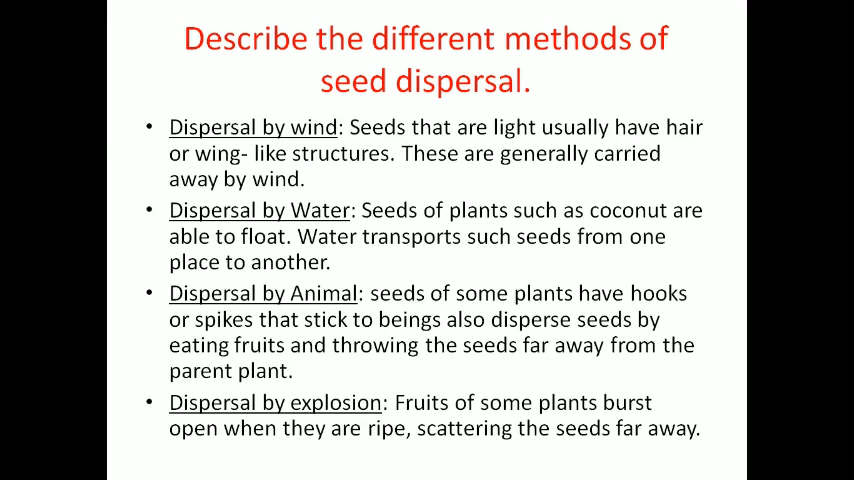 Describe the different methods of
seed dispersal.
• Dispersal by wind: Seeds that are light usually have hair
or wing- like structures. These are generally carried
away by wind.
• Dispersal by Water: Seeds of plants such as coconut are
able to float. Water transports such seeds from one
place to another.
• Dispersal by Animal: seeds of some plants have hooks
or spikes that stick to beings also disperse seeds by
eating fruits and throwing the seeds far away from the
parent plant.
• Dispersal by explosion: Fruits of some plants burst
open when they are ripe, scattering the seeds far away.